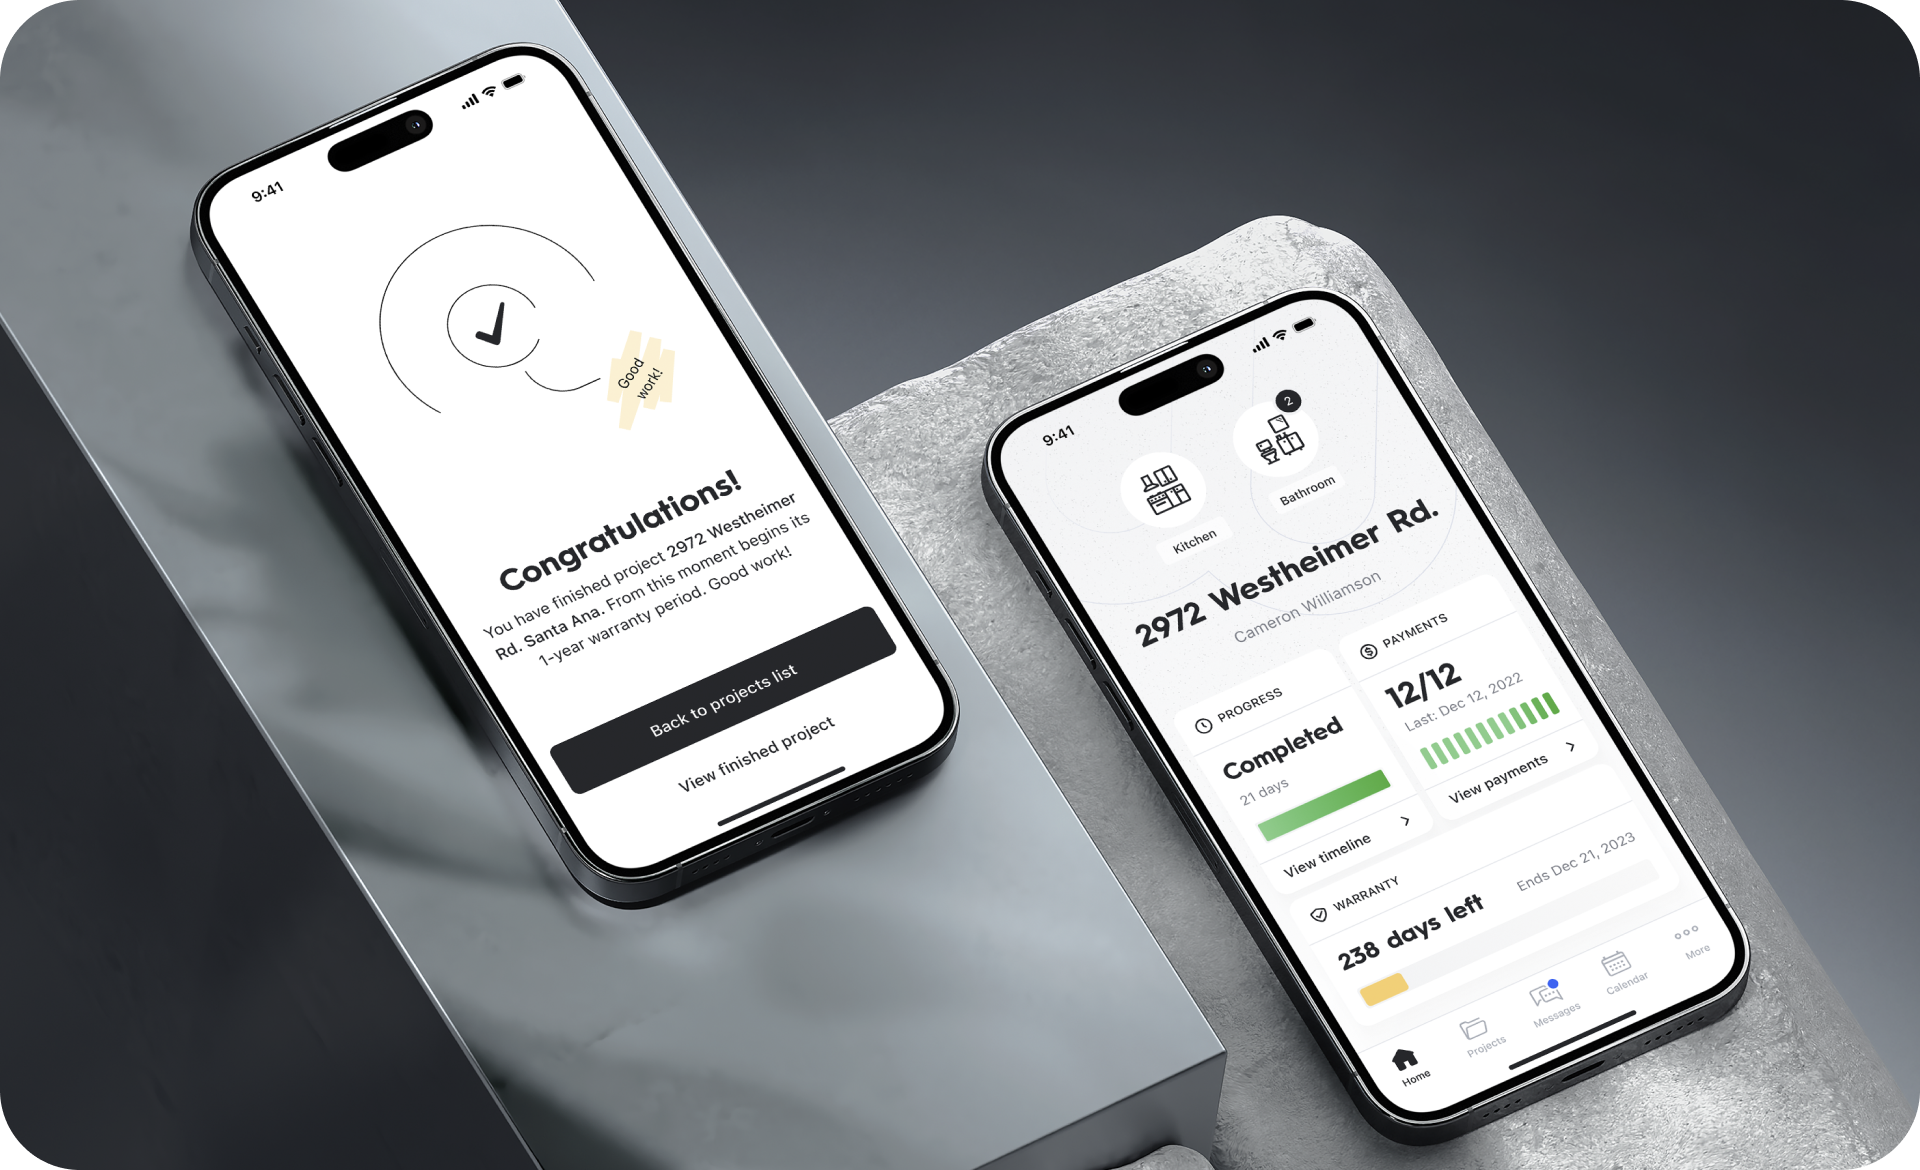 9:41
Good
work!
Congratulations!
You have finished project 2972 Westheimer
Rd. Santa Ana. From this moment begins its
1-year warranty period. Good work!
Back to projects list
View finished project
9:41
2
Kitchen
Bathroom
2972 Westheimer Rd.
Cameron Williamson
PROGRESS
Completed
21 days
View timeline
PAYMENTS
12/12
Last: Dec 12, 2022
View payments
WARRANTY
238 days left
Ends Dec 21, 2023
Home
Projects
Messages
Calendar
More